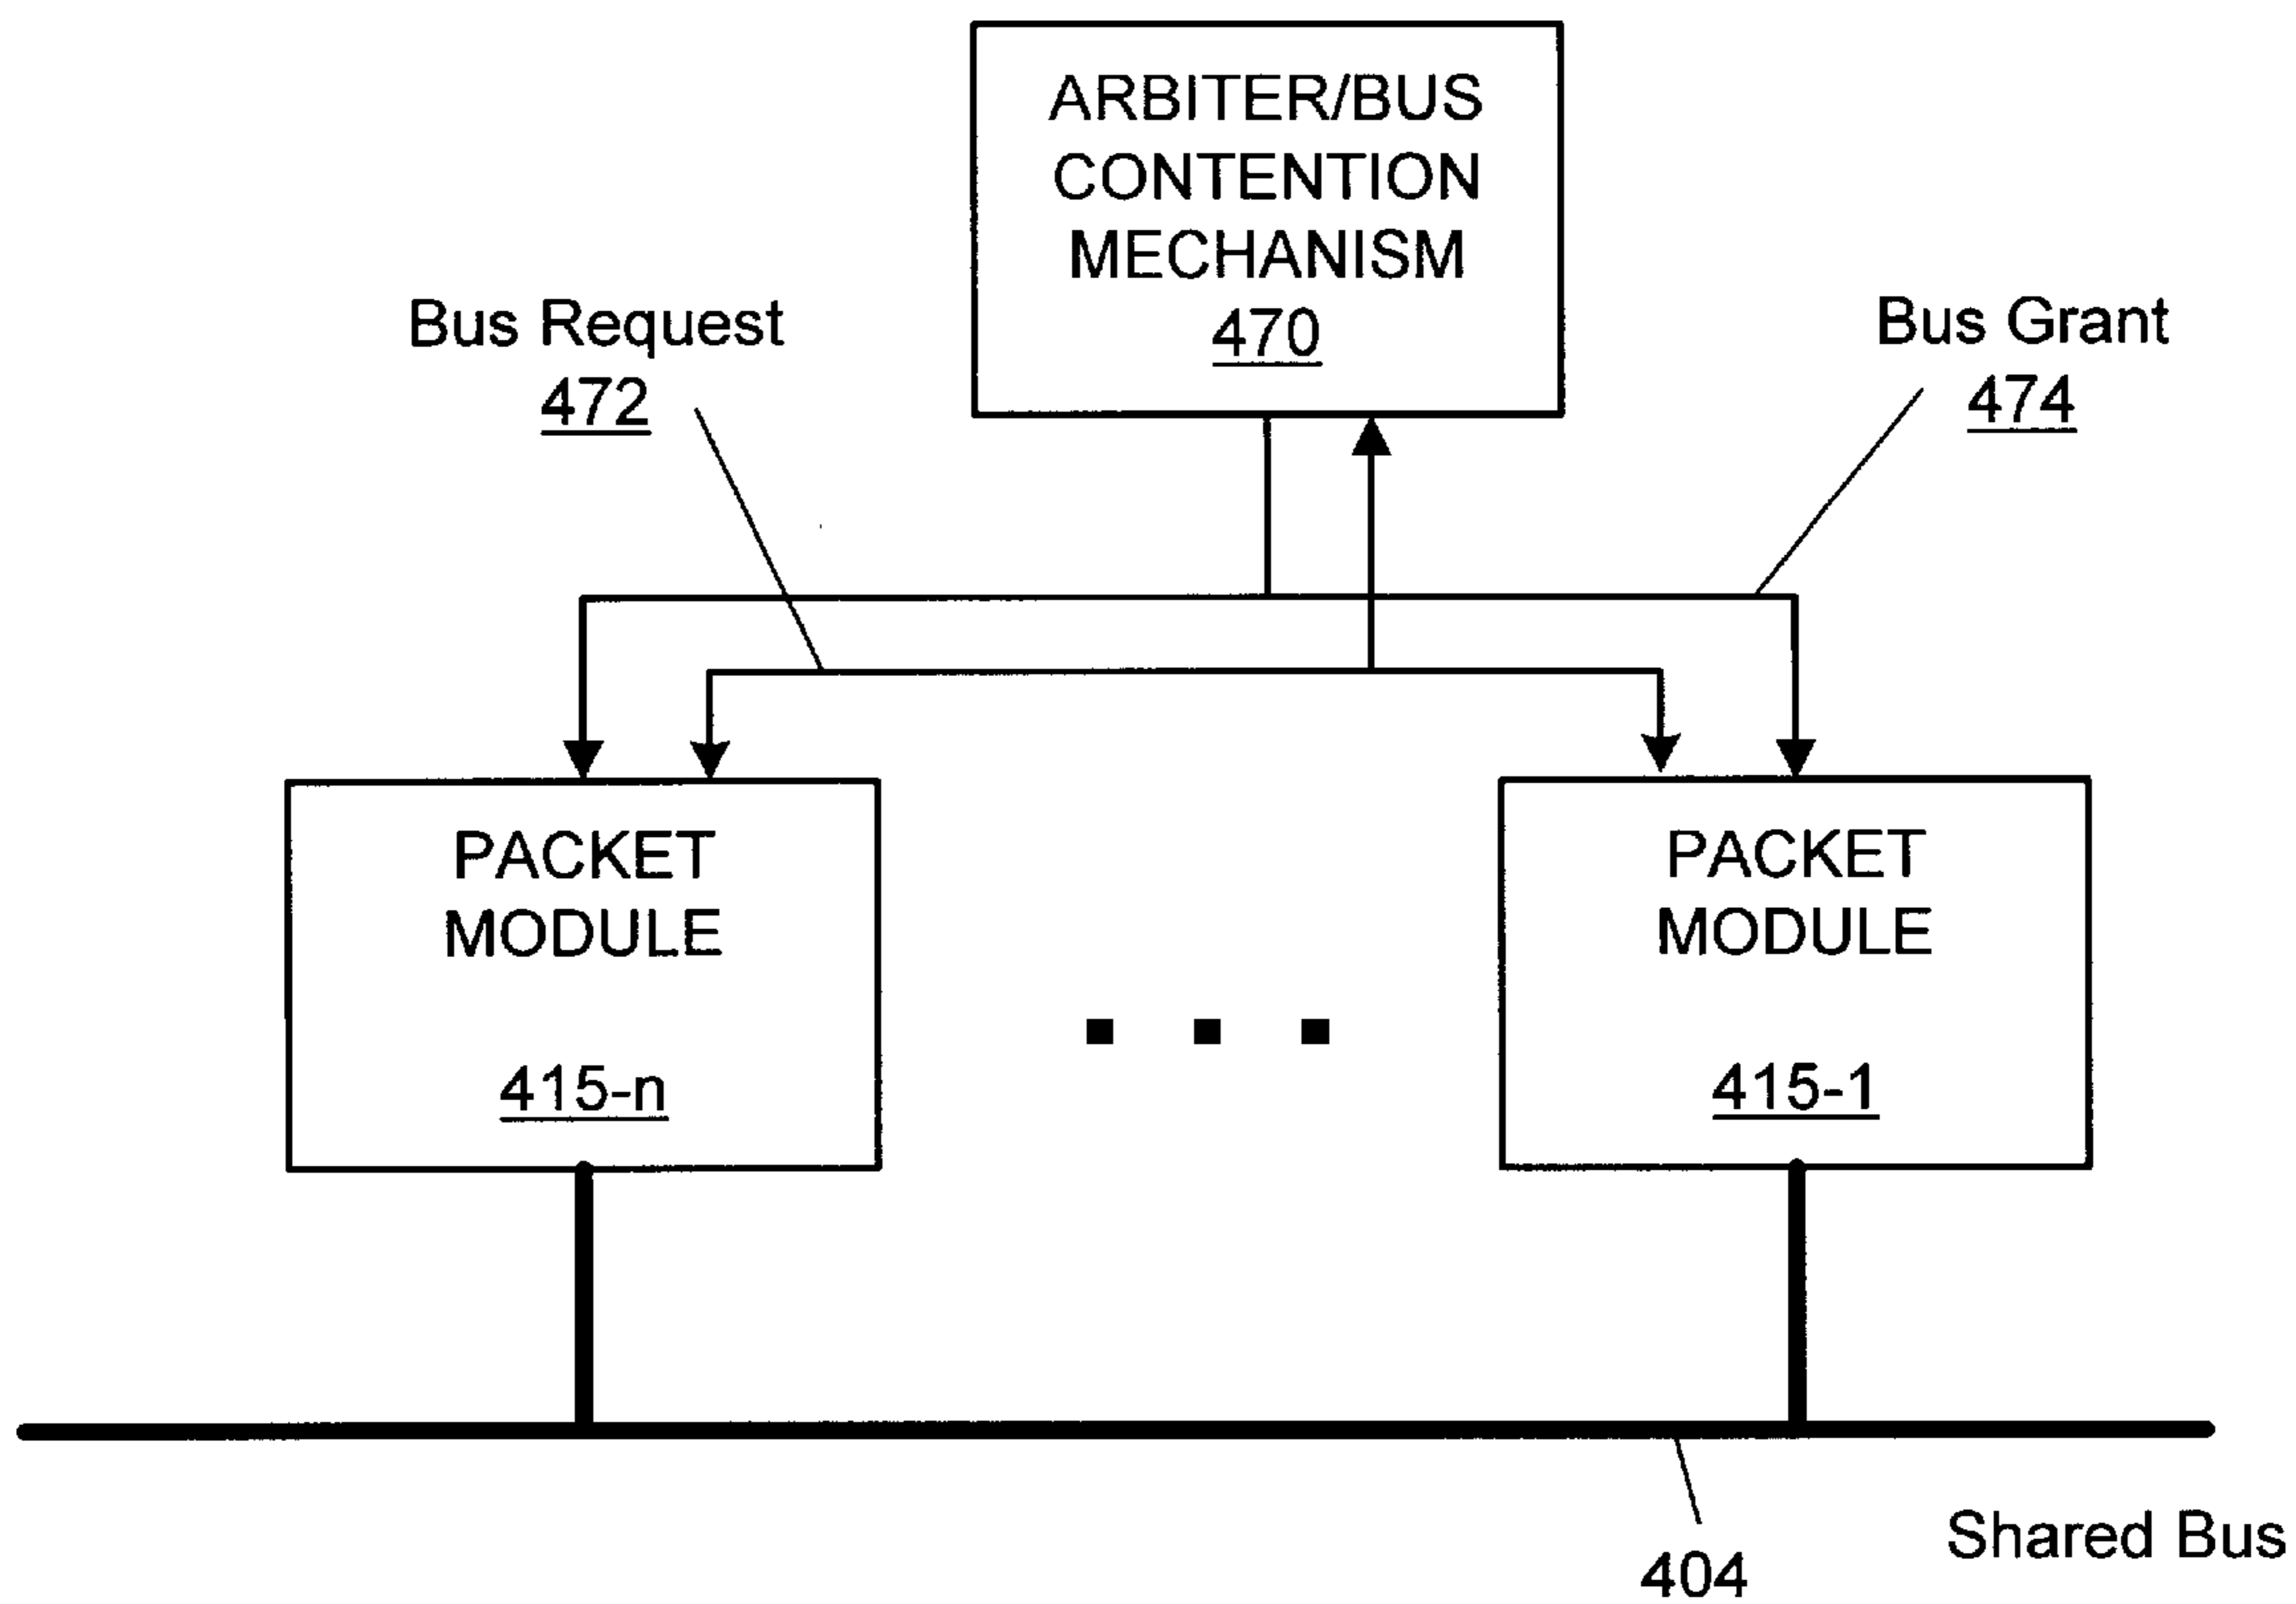 ARBITER/BUS
CONTENTION
MECHANISM
470
Bus Request
472
Bus Grant
474
PACKET
MODULE
415-n
PACKET
MODULE
415-1
Shared Bus
404